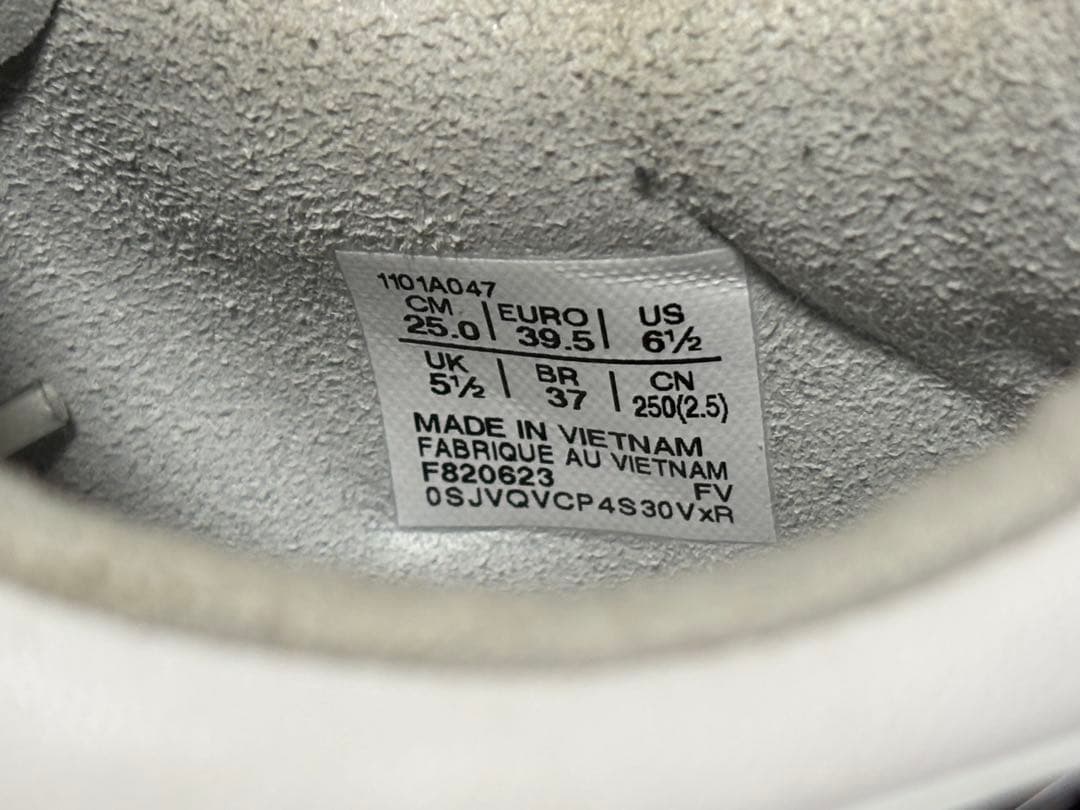 1101A047
CM | EURO | US
25.0 | 39.5 | 6½
UK | BR | CN
5½ | 37 | 250(2.5)
MADE IN VIETNAM
FABRIQUE AU VIETNAM
F820623 FV
0SJVQVCP4S30VxR